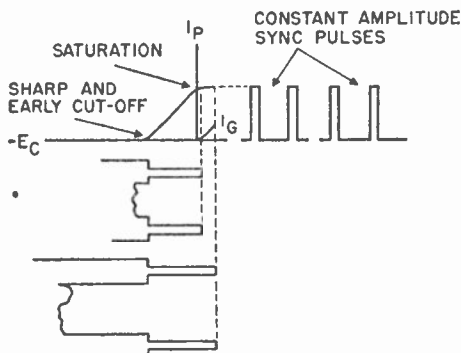 CONSTANT AMPLITUDE
SYNC PULSES
IP
SATURATION
SHARP AND
EARLY CUT-OFF
IG
-EC